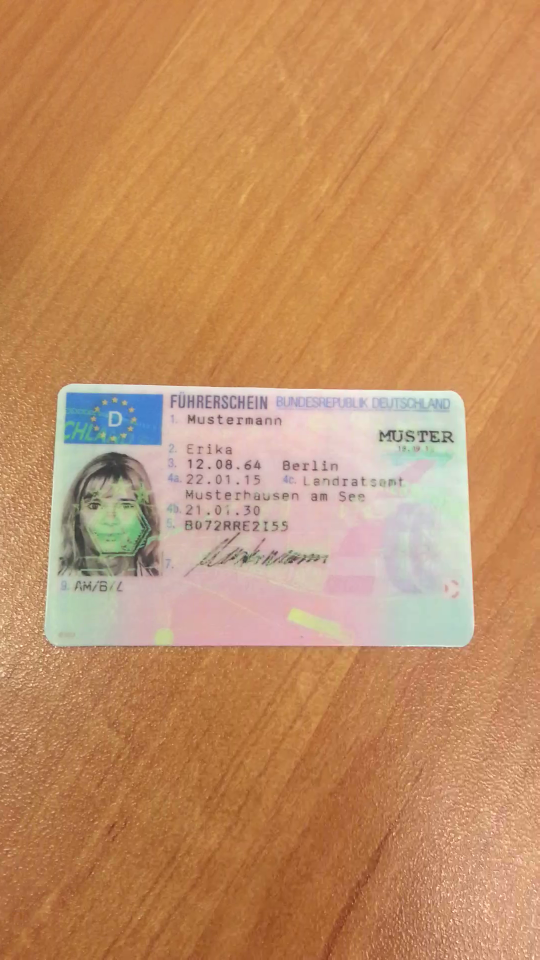 FÜHRERSCHEIN BUNDESREPUBLIK DEUTSCHLAND
D
1. Mustermann
MUSTER
2. Erika
3. 12.08.64 Berlin
4a. 22.01.15 4c. Landratsamt
Musterhausen am See
4b. 21.01.30
5. B072RRE2I55
7. Mustermann
9. AM/B/L